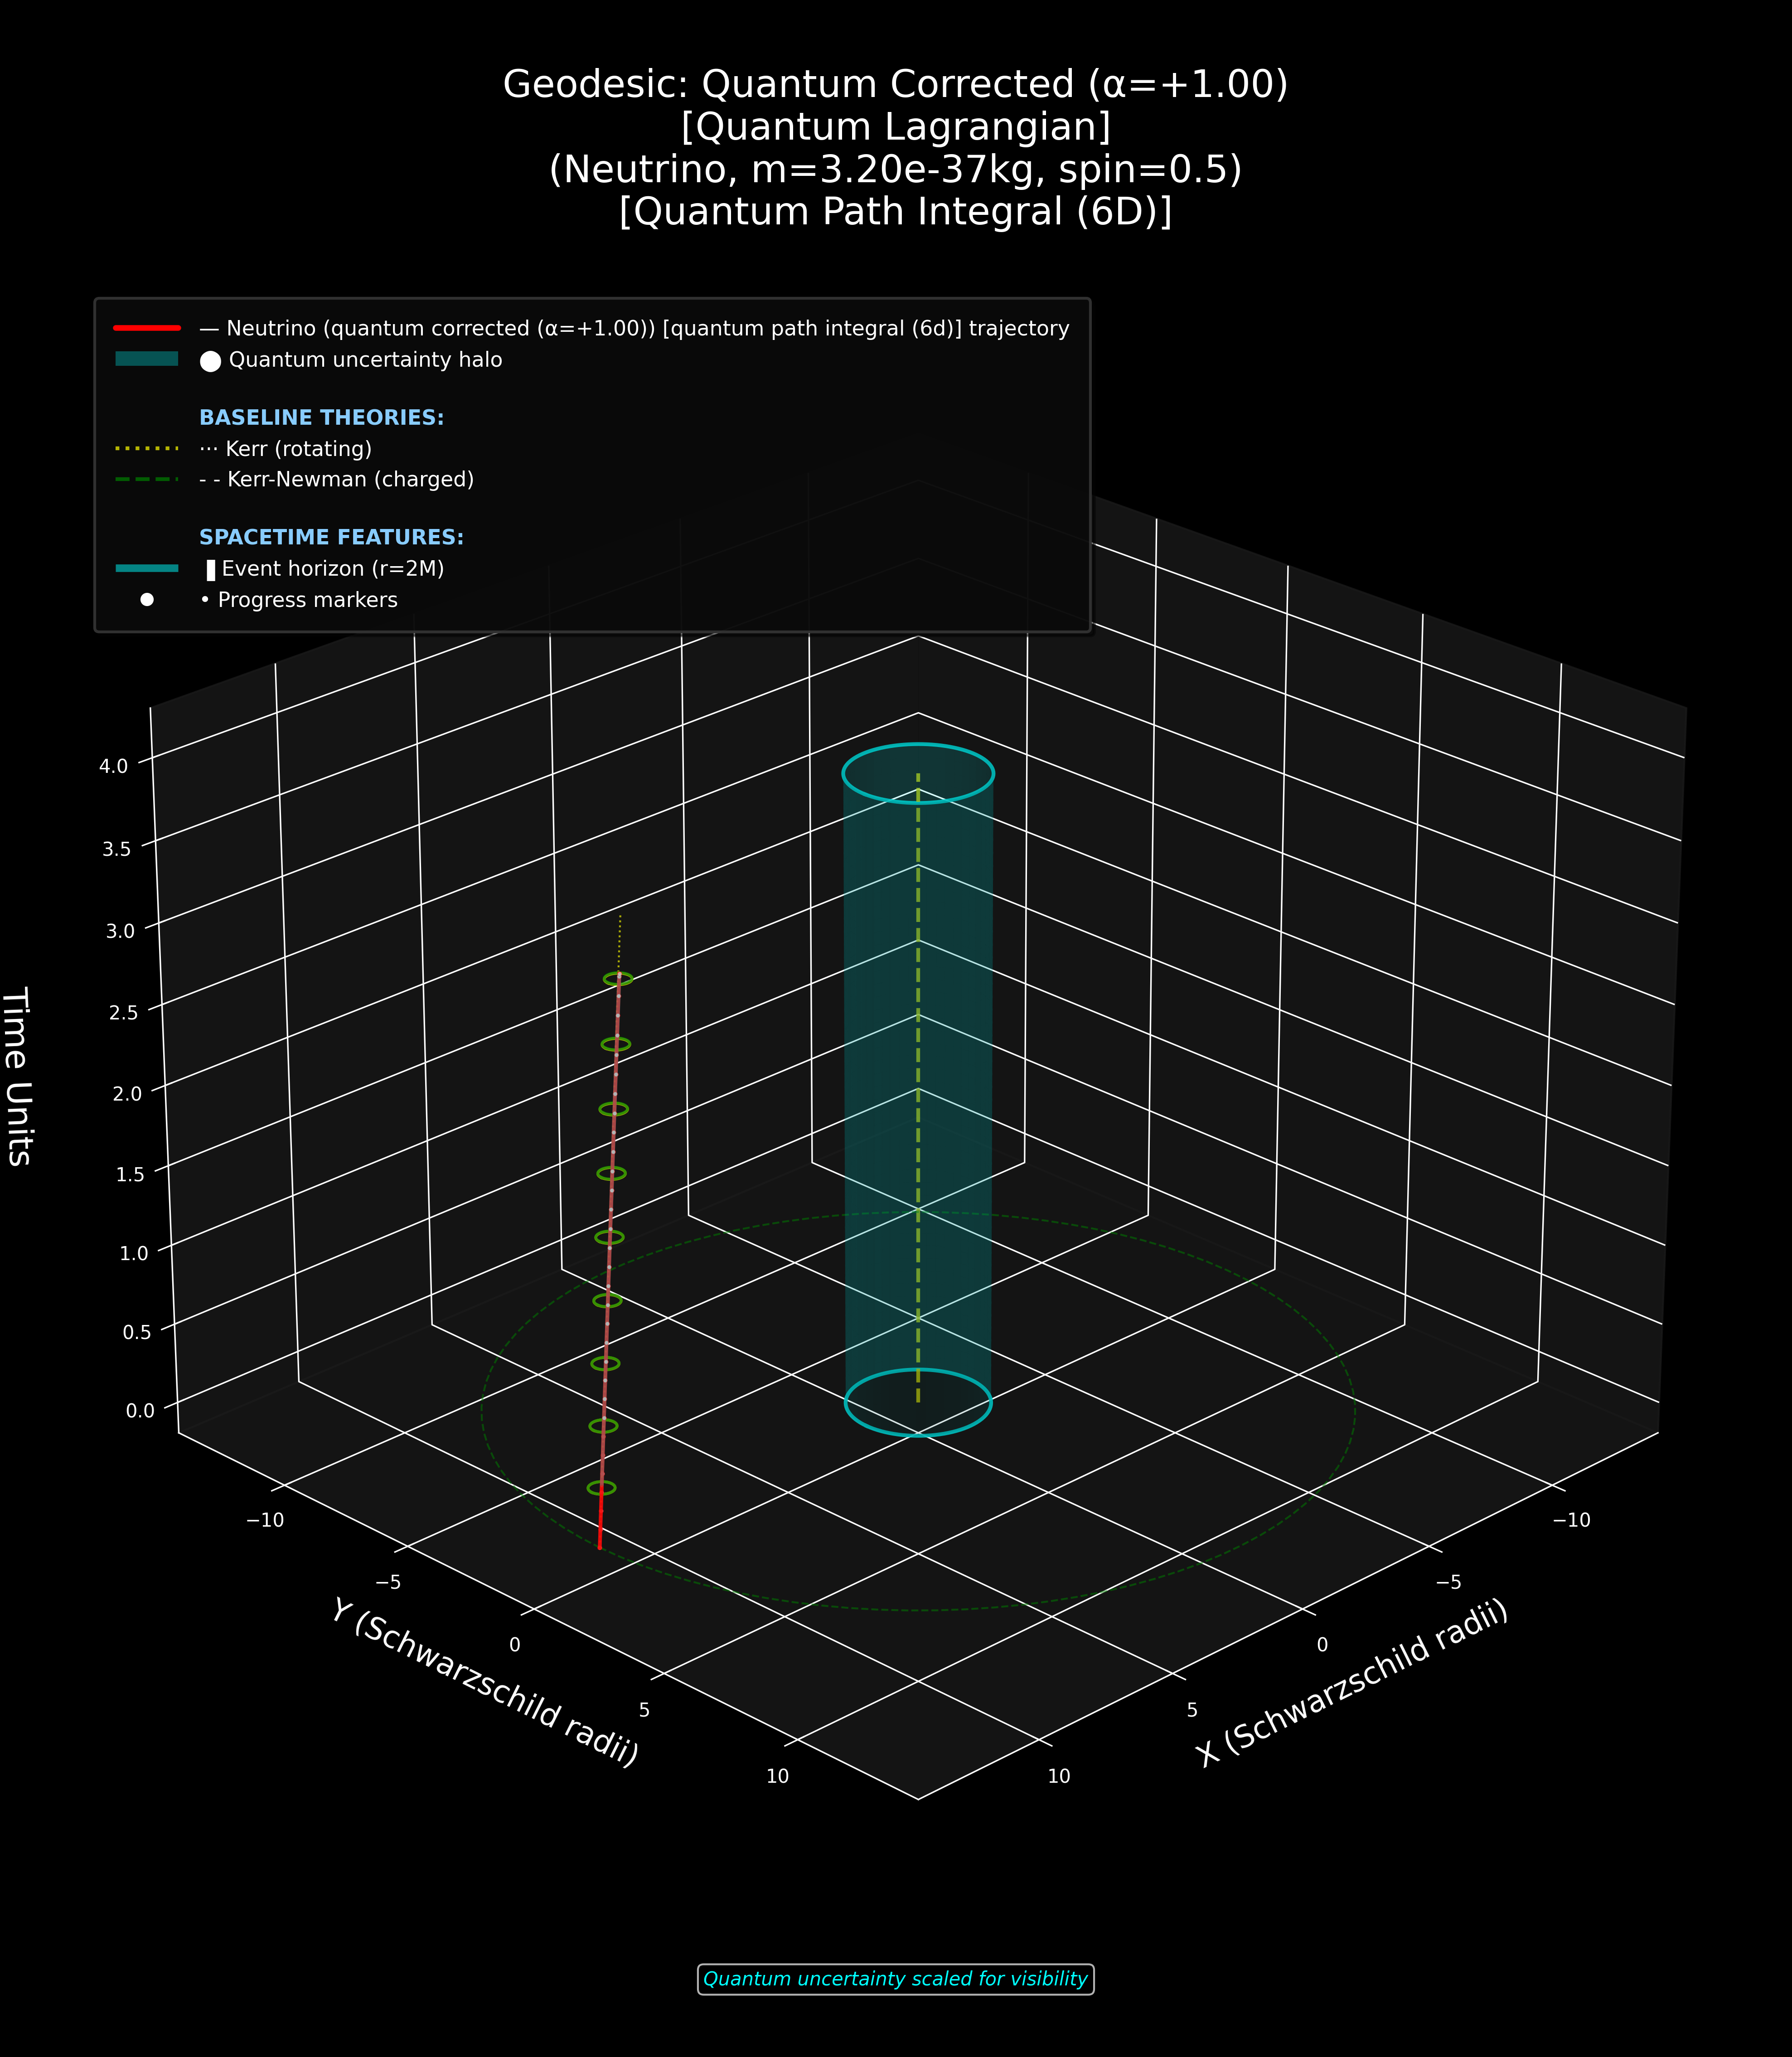 Geodesic: Quantum Corrected (α=+1.00)
[Quantum Lagrangian]
(Neutrino, m=3.20e-37kg, spin=0.5)
[Quantum Path Integral (6D)]
— Neutrino (quantum corrected (α=+1.00)) [quantum path integral (6d)] trajectory
● Quantum uncertainty halo
BASELINE THEORIES:
··· Kerr (rotating)
- - Kerr-Newman (charged)
SPACETIME FEATURES:
▌Event horizon (r=2M)
• Progress markers
4.0
3.5
3.0
2.5
2.0
1.5
1.0
0.5
0.0
Time Units
−10
−5
0
5
10
Y (Schwarzschild radii)
−10
−5
0
5
10
X (Schwarzschild radii)
Quantum uncertainty scaled for visibility